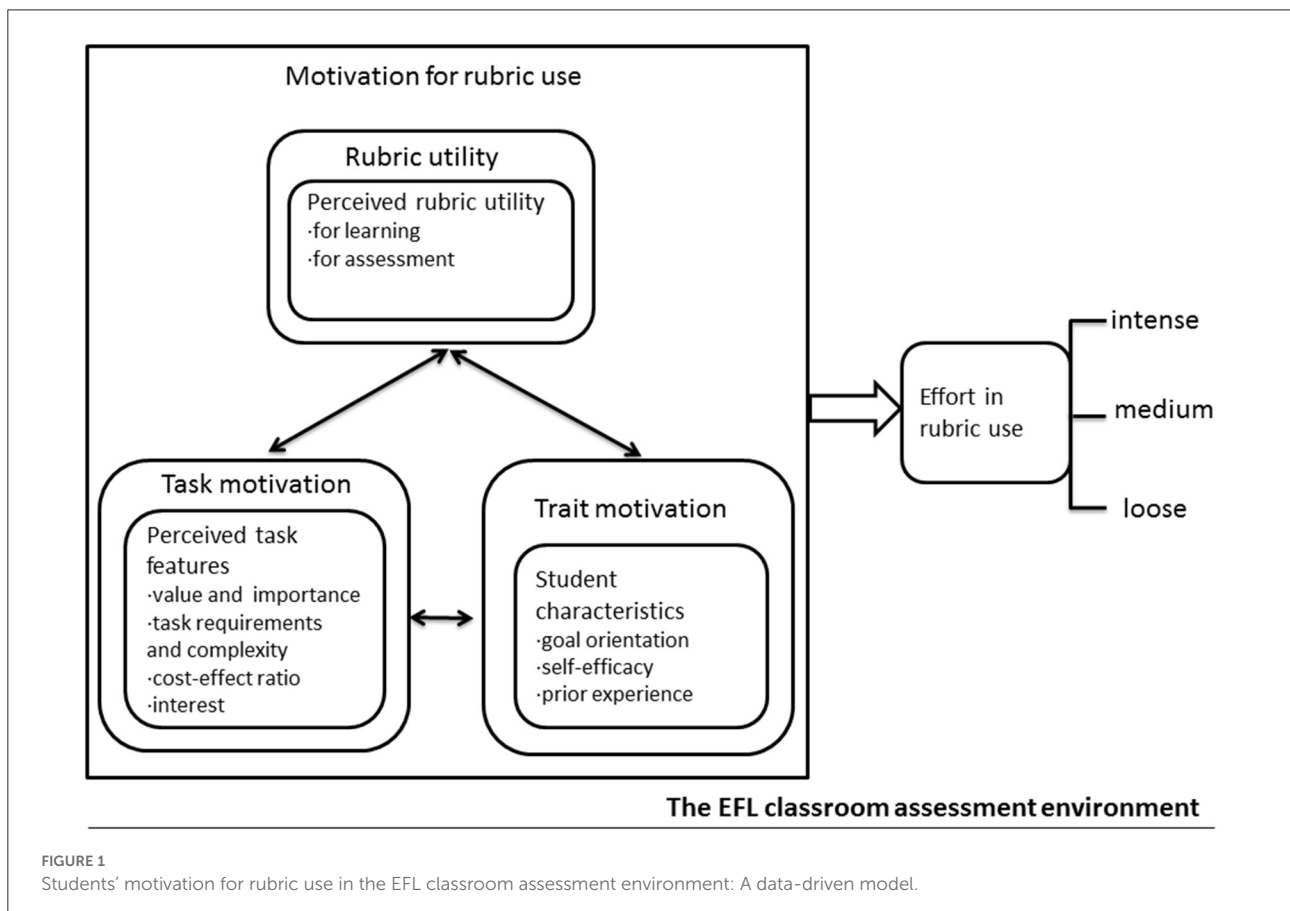 Motivation for rubric use
Rubric utility
Perceived rubric utility
·for learning
·for assessment
Task motivation
Perceived task
features
·value and importance
·task requirements
and complexity
·cost-effect ratio
·interest
Trait motivation
Student
characteristics
·goal orientation
·self-efficacy
·prior experience
Effort in
rubric use
intense
medium
loose
The EFL classroom assessment environment
FIGURE 1
Students’ motivation for rubric use in the EFL classroom assessment environment: A data-driven model.